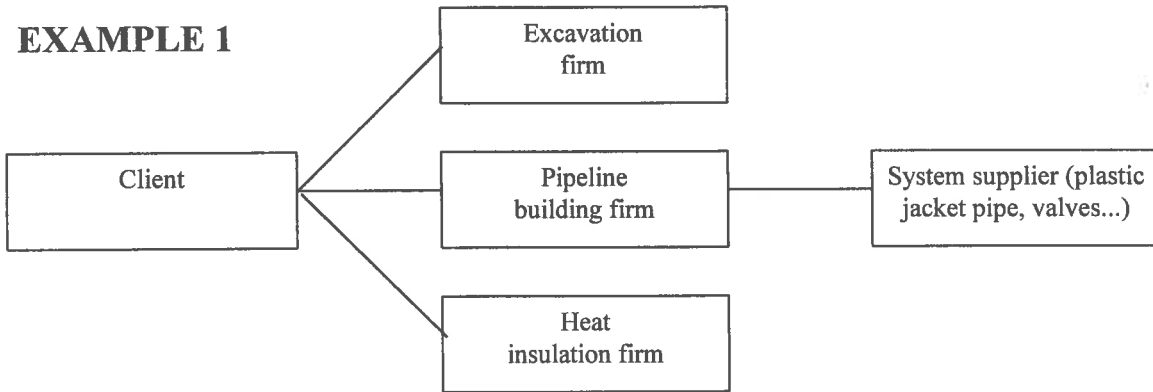 EXAMPLE 1
Excavation
firm
Client
Pipeline
building firm
System supplier (plastic
jacket pipe, valves...)
Heat
insulation firm